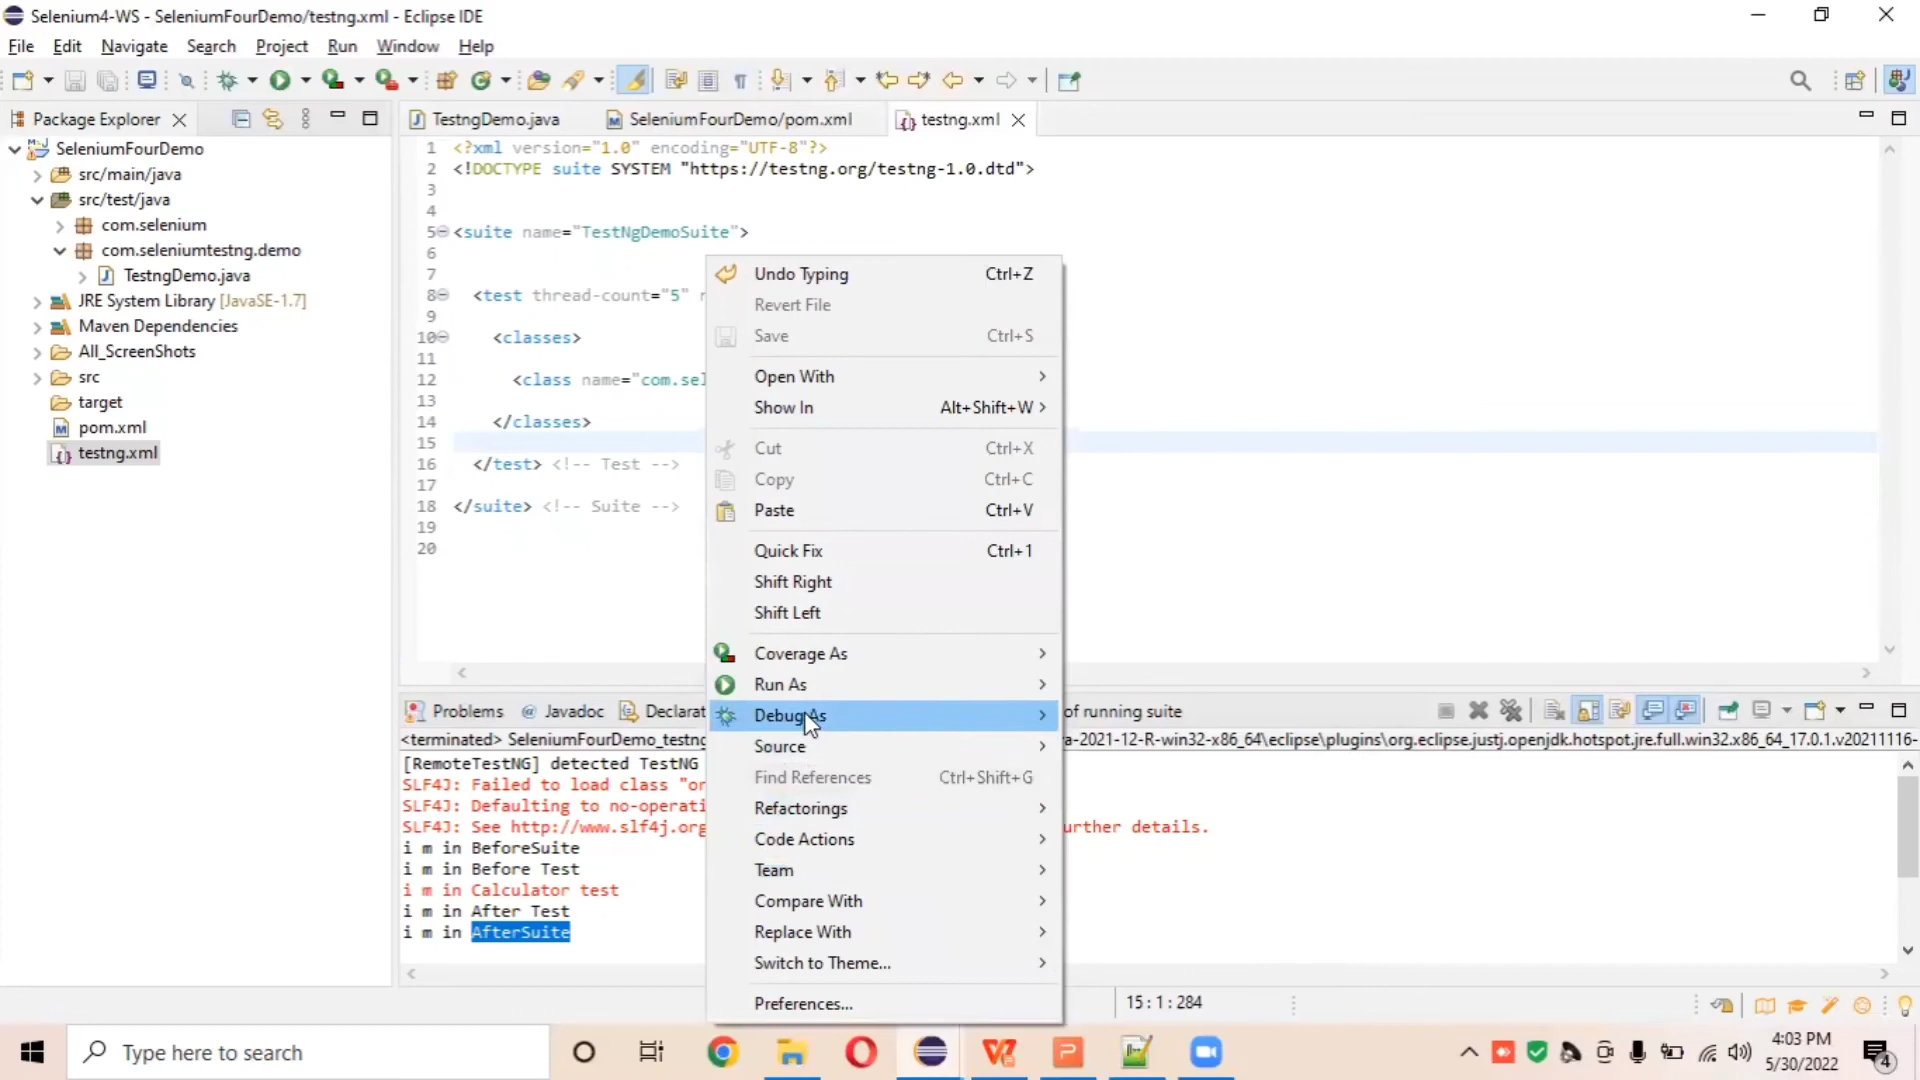 Selenium4-WS - SeleniumFourDemo/testng.xml - Eclipse IDE
File Edit Navigate Search Project Run Window Help
Package Explorer
SeleniumFourDemo
src/main/java
src/test/java
com.selenium
com.seleniumtestng.demo
TestngDemo.java
JRE System Library [JavaSE-1.7]
Maven Dependencies
All_ScreenShots
src
target
pom.xml
testng.xml
TestngDemo.java SeleniumFourDemo/pom.xml testng.xml
1 <?xml version="1.0" encoding="UTF-8"?>
2 <!DOCTYPE suite SYSTEM "https://testng.org/testng-1.0.dtd">
3
4
5 <suite name="TestNgDemoSuite">
6
7
8 <test thread-count="5"
9
10 <classes>
11
12 <class name="com.sel
13
14 </classes>
15
16 </test> <!-- Test -->
17
18 </suite> <!-- Suite -->
19
20
Undo Typing Ctrl+Z
Revert File
Save Ctrl+S
Open With
Show In Alt+Shift+W
Cut Ctrl+X
Copy Ctrl+C
Paste Ctrl+V
Quick Fix Ctrl+1
Shift Right
Shift Left
Coverage As
Run As
Debug As
Source
Find References Ctrl+Shift+G
Refactorings
Code Actions
Team
Compare With
Replace With
Switch to Theme...
Preferences...
Problems Javadoc Declarat of running suite
<terminated> SeleniumFourDemo_testng a-2021-12-R-win32-x86_64\eclipse\plugins\org.eclipse.justj.openjdk.hotspot.jre.full.win32.x86_64_17.0.1.v20211116-
[RemoteTestNG] detected TestNG
SLF4J: Failed to load class "or
SLF4J: Defaulting to no-operati
SLF4J: See http://www.slf4j.org urther details.
i m in BeforeSuite
i m in Before Test
i m in Calculator test
i m in After Test
i m in AfterSuite
15 : 1 : 284
Type here to search
4:03 PM
5/30/2022
4